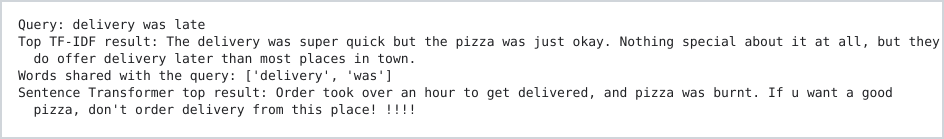 Query: delivery was late
Top TF-IDF result: The delivery was super quick but the pizza was just okay. Nothing special about it at all, but they
do offer delivery later than most places in town.
Words shared with the query: ['delivery', 'was']
Sentence Transformer top result: Order took over an hour to get delivered, and pizza was burnt. If u want a good
pizza, don't order delivery from this place! !!!!